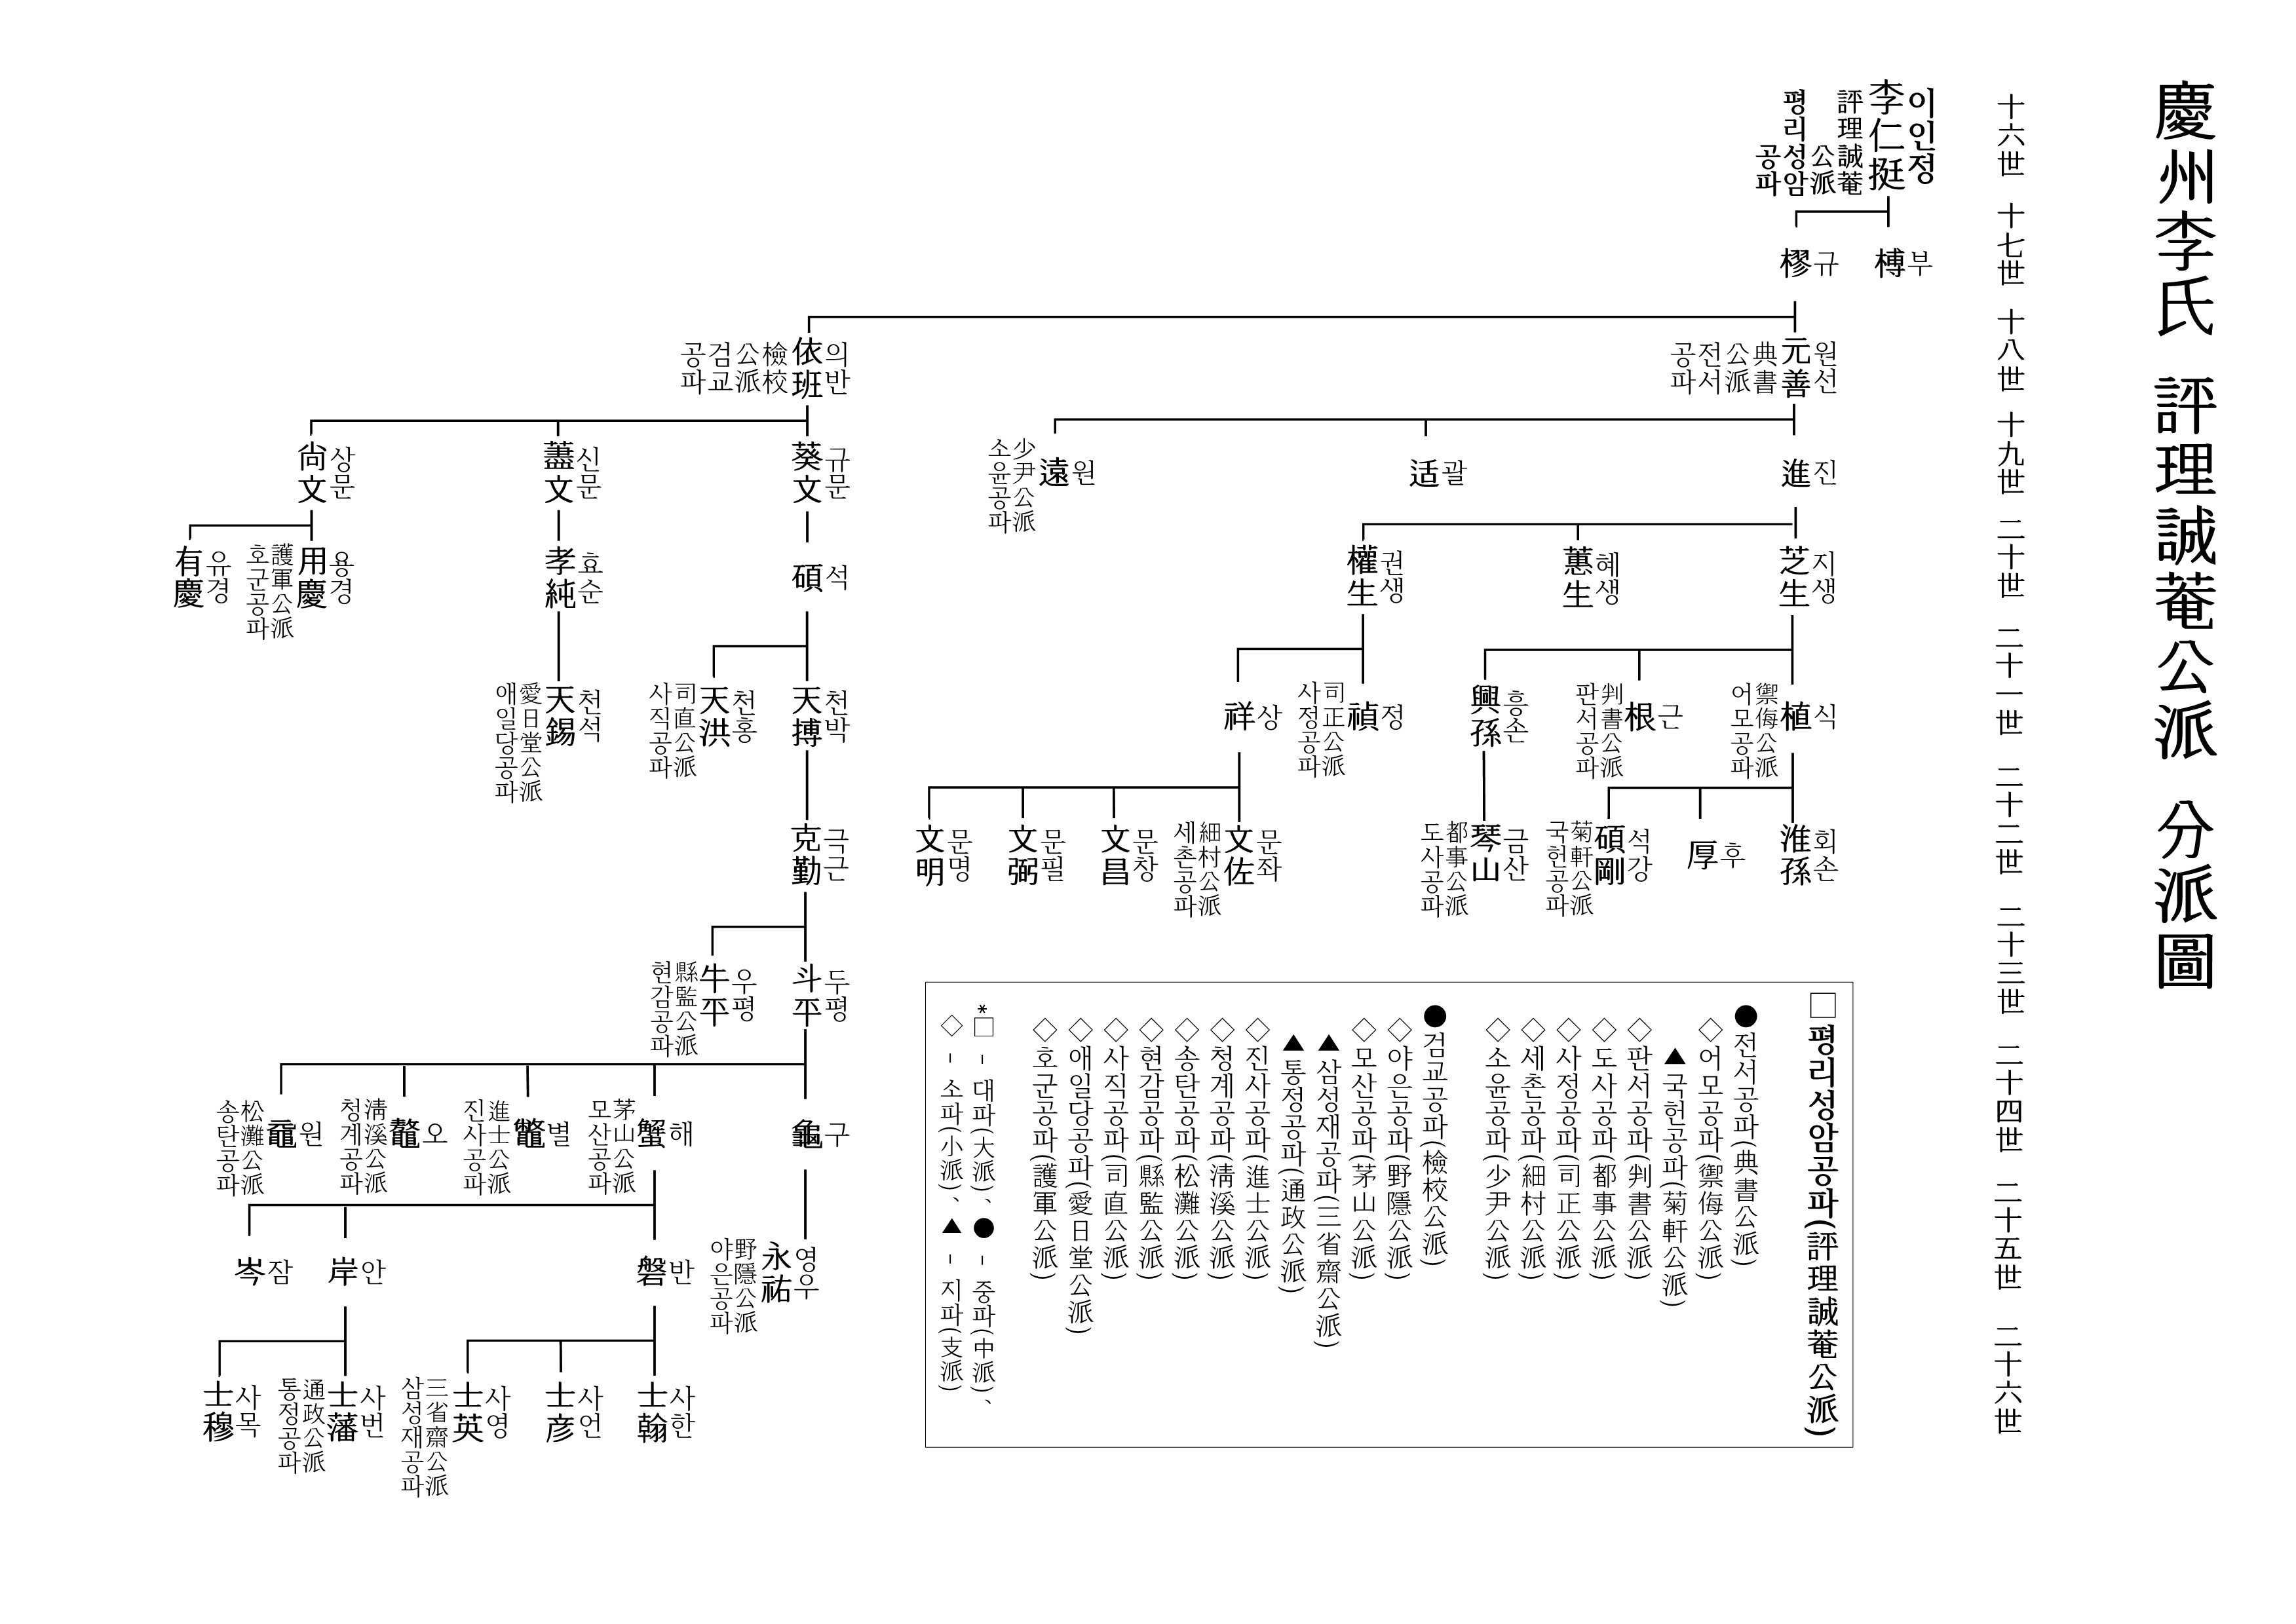 慶州李氏 評理誠菴公派 分派圖
十六世
十七世
十八世
十九世
二十世
二十一世
二十二世
二十三世
二十四世
二十五世
二十六世
이인정
李仁挺
評理誠菴公派
평리성암공파
부
榑
규
樛
원선
元善
典書公派
전서공파
의반
依班
檢校公派
검교공파
진
進
괄
适
원
遠
少尹公派
소윤공파
규문
葵文
신문
藎文
상문
尙文
지생
芝生
혜생
蕙生
권생
權生
석
碩
효순
孝純
용경
用慶
護軍公派
호군공파
유경
有慶
식
植
禦侮公派
어모공파
근
根
判書公派
판서공파
흥손
興孫
정
禎
司正公派
사정공파
상
祥
천박
天搏
천홍
天洪
司直公派
사직공파
천석
天錫
愛日堂公派
애일당공파
회손
淮孫
후
厚
석강
碩剛
菊軒公派
국헌공파
금산
琴山
都事公派
도사공파
문좌
文佐
細村公派
세촌공파
문창
文昌
문필
文弼
문명
文明
극근
克勤
두평
斗平
우평
牛平
縣監公派
현감공파
구
龜
해
蟹
茅山公派
모산공파
별
鼈
進士公派
진사공파
오
鼇
淸溪公派
청계공파
원
黿
松灘公派
송탄공파
영우
永祐
野隱公派
야은공파
반
磐
안
岸
잠
岑
사한
士翰
사언
士彦
사영
士英
三省齋公派
삼성재공파
사번
士藩
通政公派
통정공파
사목
士穆
□평리성암공파(評理誠菴公派)
●전서공파(典書公派)
◇어모공파(禦侮公派)
▲국헌공파(菊軒公派)
◇판서공파(判書公派)
◇도사공파(都事公派)
◇사정공파(司正公派)
◇세촌공파(細村公派)
◇소윤공파(少尹公派)
●검교공파(檢校公派)
◇야은공파(野隱公派)
◇모산공파(茅山公派)
▲삼성재공파(三省齋公派)
▲통정공파(通政公派)
◇진사공파(進士公派)
◇청계공파(淸溪公派)
◇송탄공파(松灘公派)
◇현감공파(縣監公派)
◇사직공파(司直公派)
◇애일당공파(愛日堂公派)
◇호군공파(護軍公派)
*□ - 대파(大派)、● - 중파(中派)、
◇ - 소파(小派)、▲ - 지파(支派)